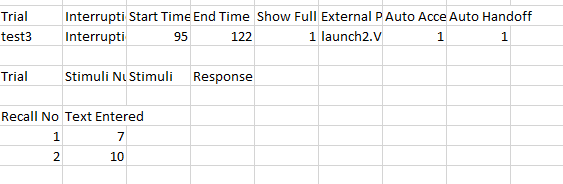 Trial Interrupti Start Time End Time Show Full External P Auto Acce Auto Handoff
test3 Interrupti 95 122 1 launch2.V 1 1
Trial Stimuli Nu Stimuli Response
Recall No Text Entered
1 7
2 10